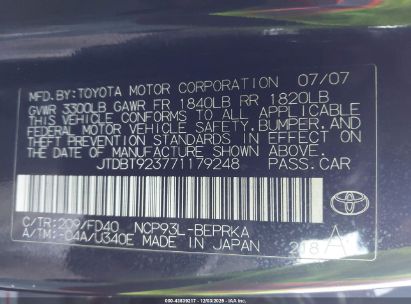 MFD.BY:TOYOTA MOTOR CORPORATION 07/07
GVWR 3300LB GAWR FR 1840LB RR 1820LB
THIS VEHICLE CONFORMS TO ALL APPLICABLE
FEDERAL MOTOR VEHICLE SAFETY, BUMPER, AND
THEFT PREVENTION STANDARDS IN EFFECT ON
THE DATE OF MANUFACTURE SHOWN ABOVE.
JTDBT923771179248 PASS.CAR
C/TR:209/FD40 NCP93L-BEPRKA
A/TM:-04A/U340E MADE IN JAPAN
TOYOTA